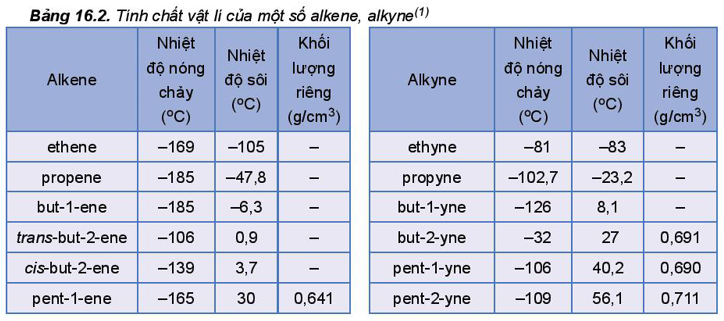 Bảng 16.2. Tính chất vật lí của một số alkene, alkyne(1)
Alkene Nhiệt độ nóng chảy (ºC) Nhiệt độ sôi (ºC) Khối lượng riêng (g/cm3)
ethene –169 –105 –
propene –185 –47,8 –
but-1-ene –185 –6,3 –
trans-but-2-ene –106 0,9 –
cis-but-2-ene –139 3,7 –
pent-1-ene –165 30 0,641
Alkyne Nhiệt độ nóng chảy (ºC) Nhiệt độ sôi (ºC) Khối lượng riêng (g/cm3)
ethyne –81 –83 –
propyne –102,7 –23,2 –
but-1-yne –126 8,1 –
but-2-yne –32 27 0,691
pent-1-yne –106 40,2 0,690
pent-2-yne –109 56,1 0,711